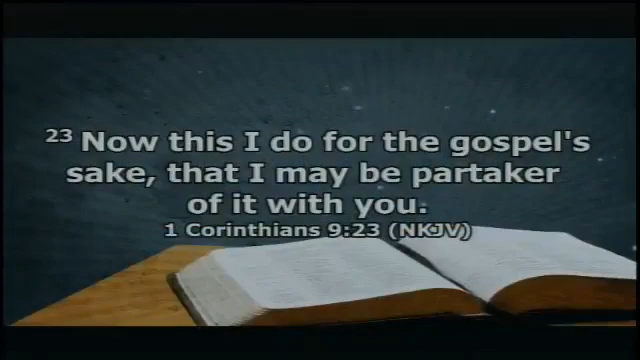 23 Now this I do for the gospel's
sake, that I may be partaker
of it with you.
1 Corinthians 9:23 (NKJV)